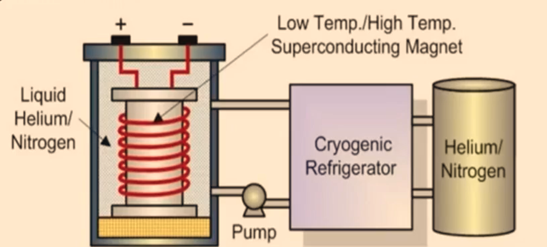 +
−
Low Temp./High Temp.
Superconducting Magnet
Liquid
Helium/
Nitrogen
Cryogenic
Refrigerator
Helium/
Nitrogen
Pump